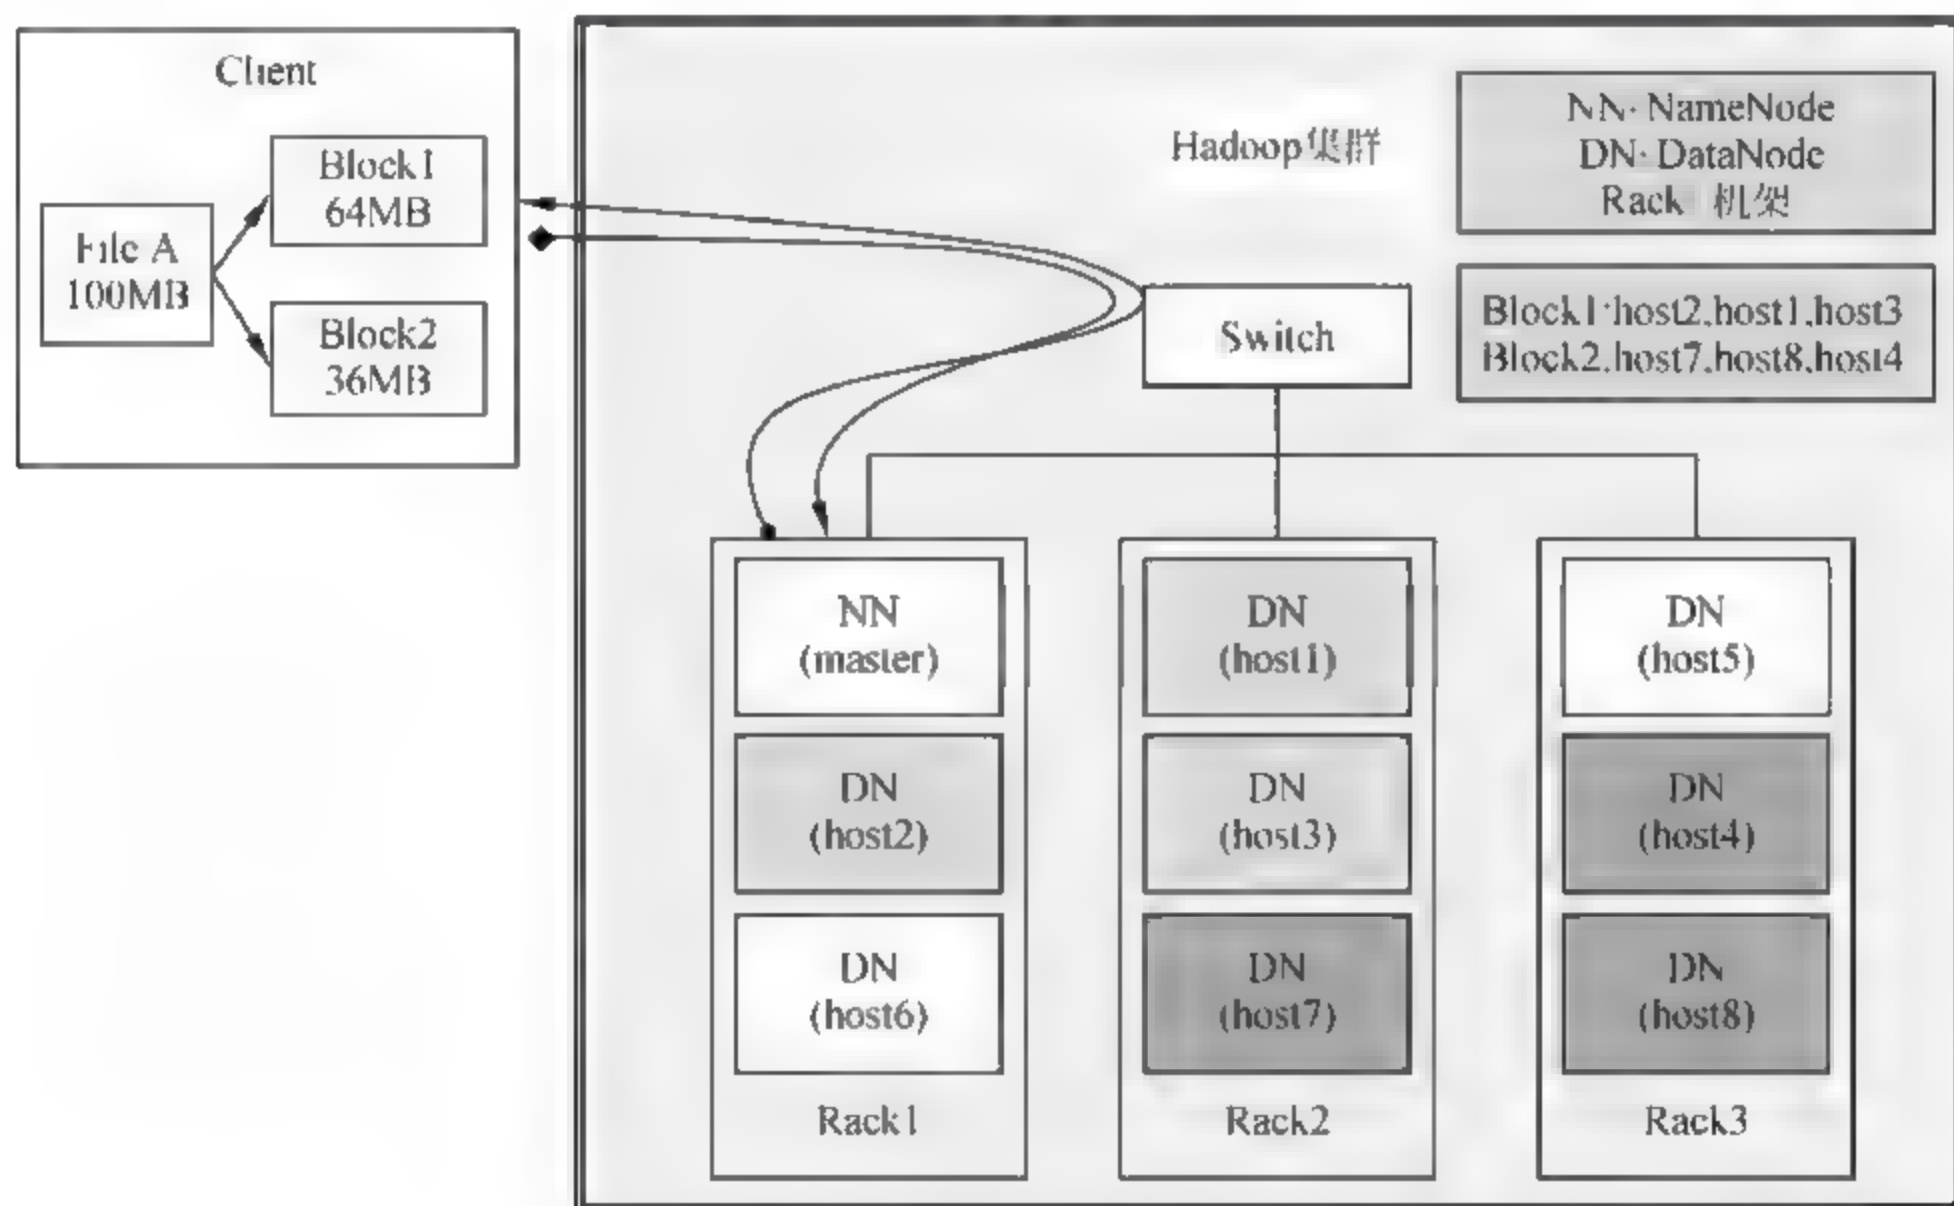 Client
File A
100MB
Block1
64MB
Block2
36MB
Hadoop集群
NN: NameNode
DN: DataNode
Rack 机架
Block1:host2,host1,host3
Block2,host7,host8,host4
Switch
NN
(master)
DN
(host2)
DN
(host6)
Rack1
DN
(host1)
DN
(host3)
DN
(host7)
Rack2
DN
(host5)
DN
(host4)
DN
(host8)
Rack3